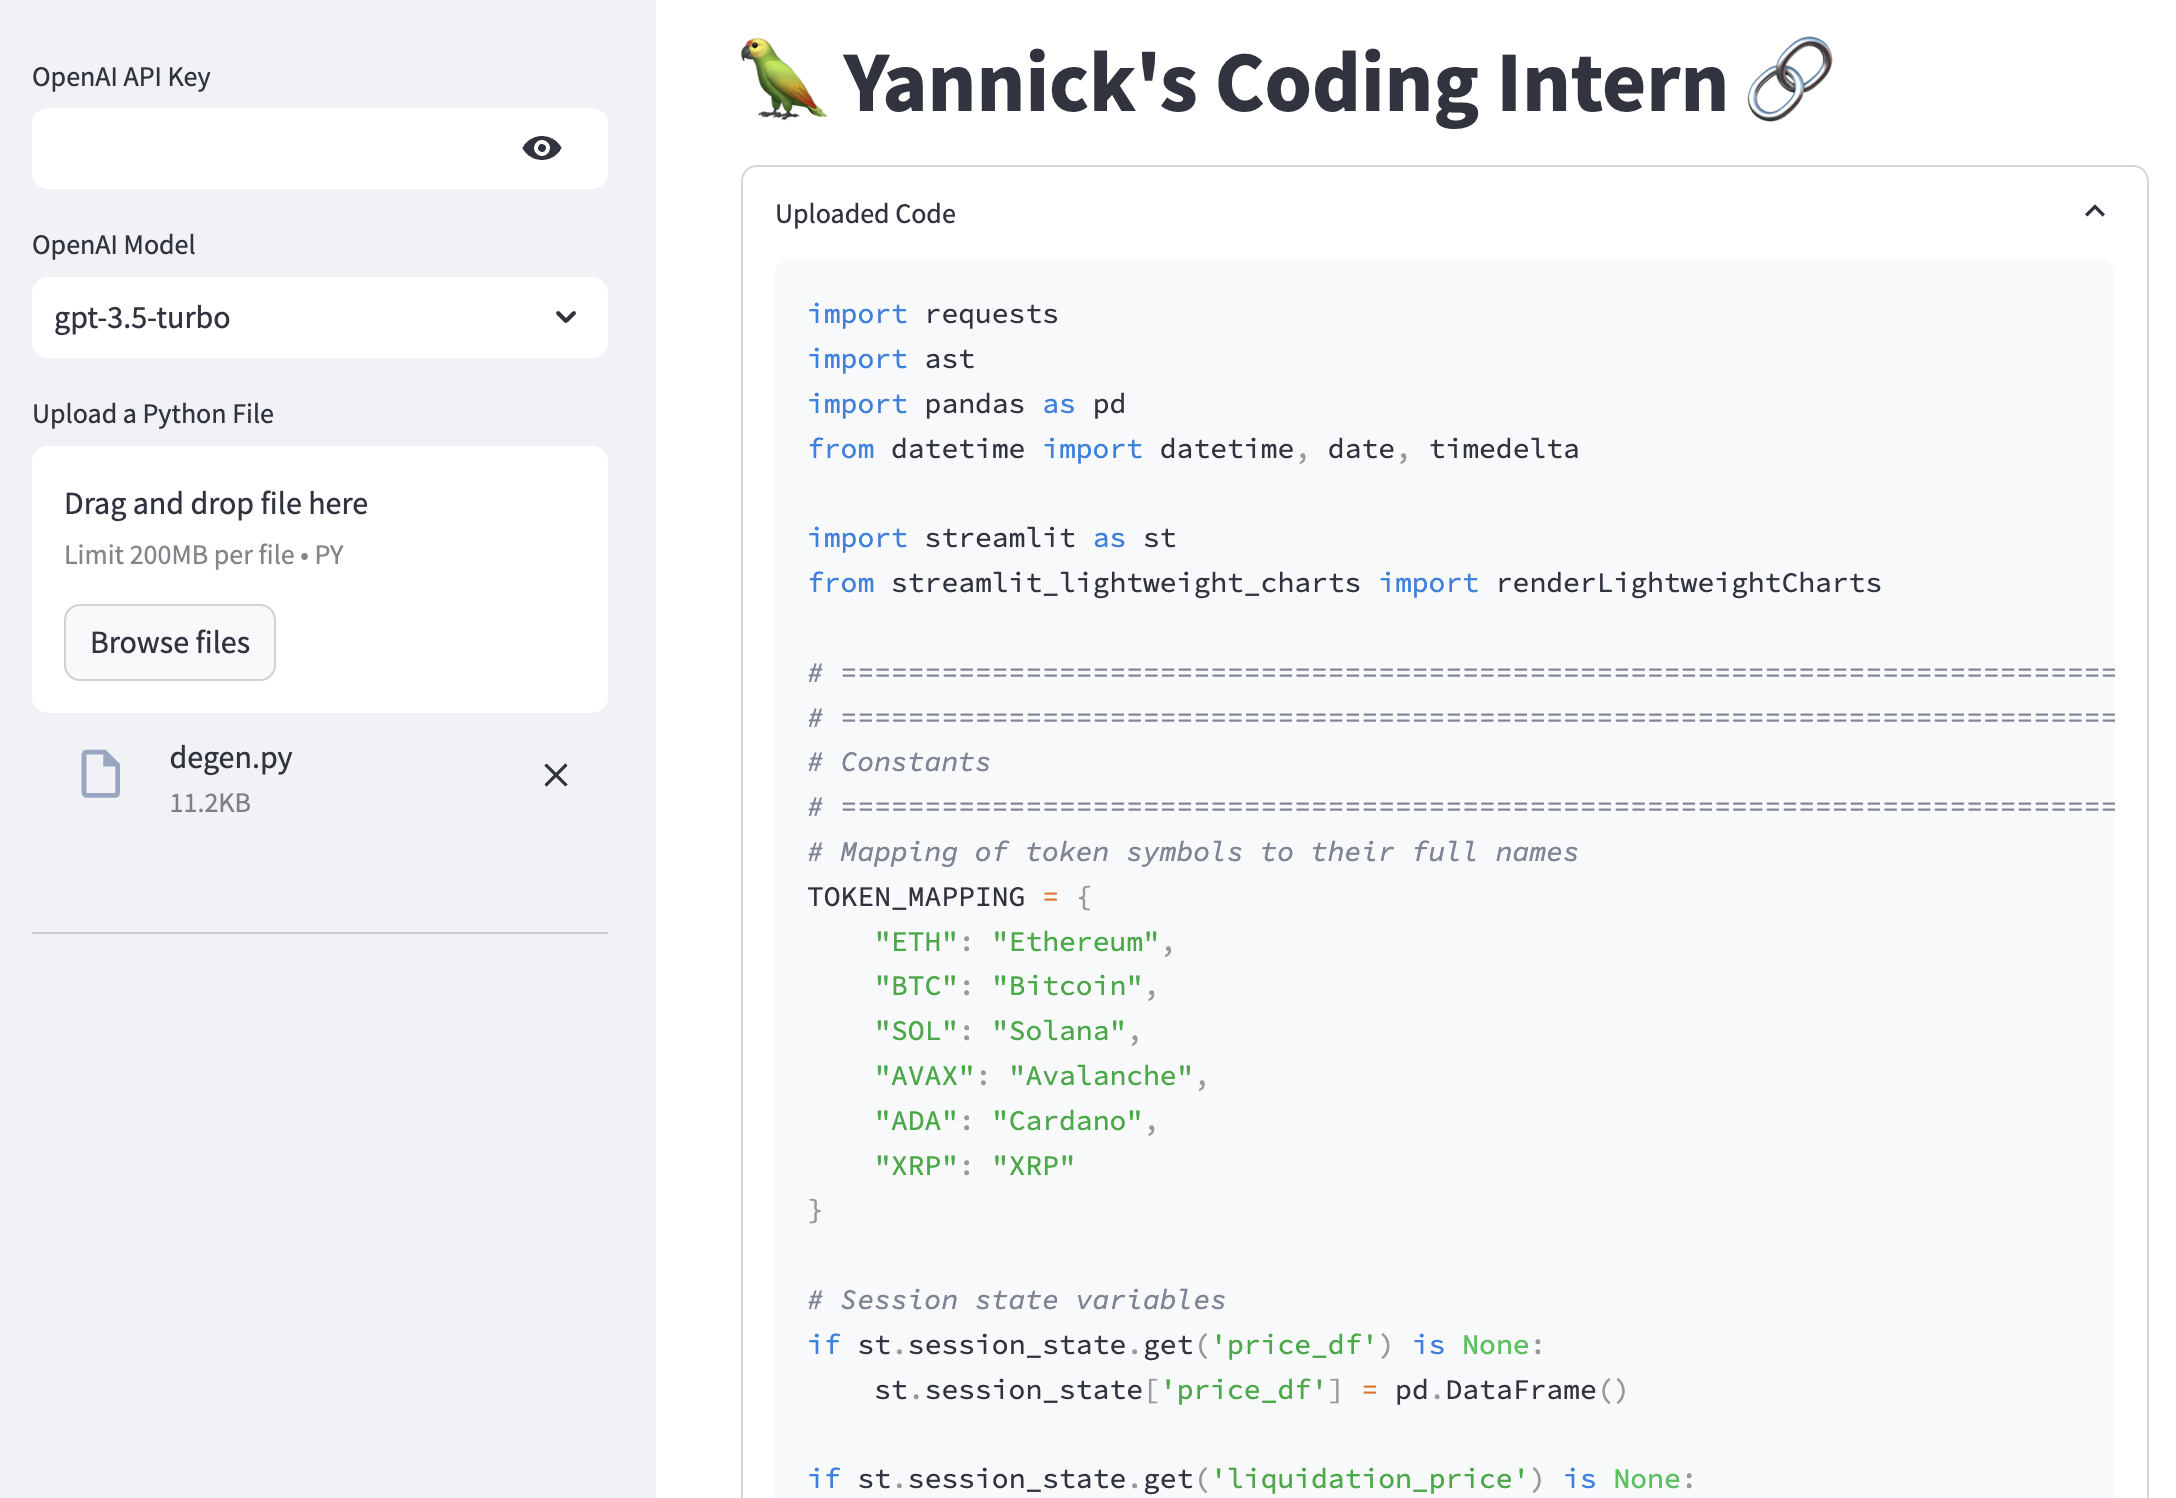 OpenAI API Key
OpenAI Model
gpt-3.5-turbo
Upload a Python File
Drag and drop file here
Limit 200MB per file • PY
Browse files
degen.py
11.2KB
🦜 Yannick's Coding Intern 🔗
Uploaded Code
import requests
import ast
import pandas as pd
from datetime import datetime, date, timedelta
import streamlit as st
from streamlit_lightweight_charts import renderLightweightCharts
# ============================================================================
# ============================================================================
# Constants
# ============================================================================
# Mapping of token symbols to their full names
TOKEN_MAPPING = {
    "ETH": "Ethereum",
    "BTC": "Bitcoin",
    "SOL": "Solana",
    "AVAX": "Avalanche",
    "ADA": "Cardano",
    "XRP": "XRP"
}
# Session state variables
if st.session_state.get('price_df') is None:
    st.session_state['price_df'] = pd.DataFrame()
if st.session_state.get('liquidation_price') is None: